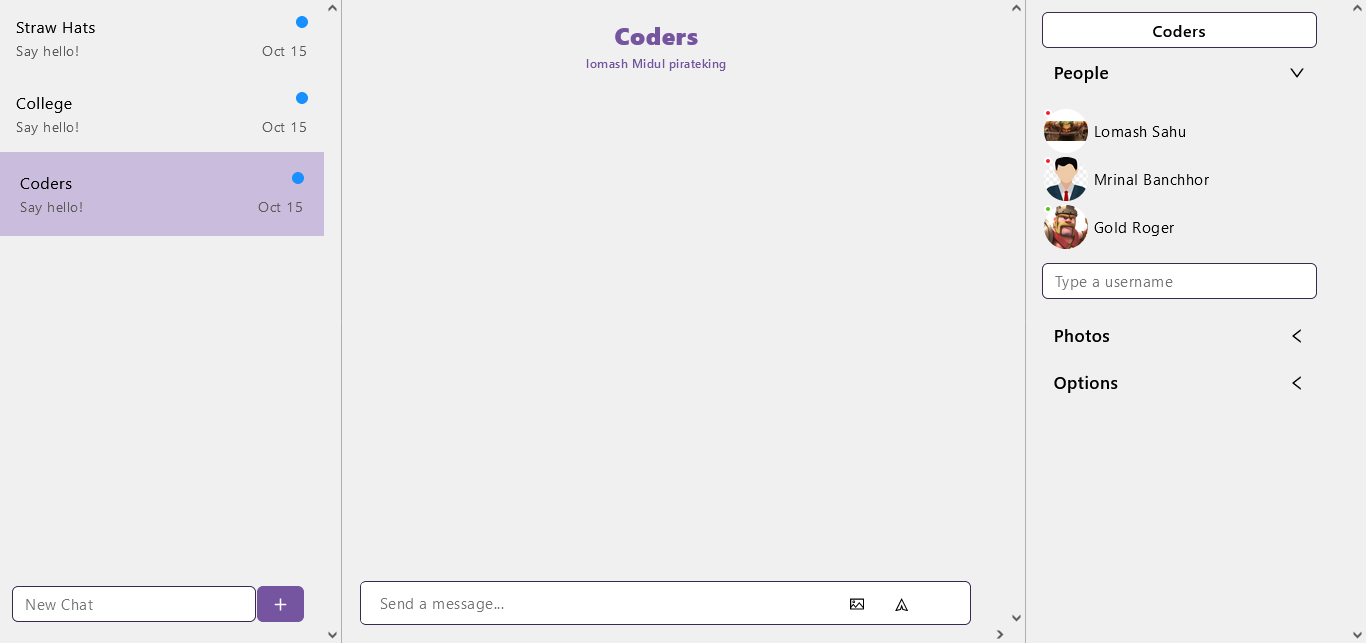 Straw Hats
Say hello!
Oct 15
College
Say hello!
Oct 15
Coders
Say hello!
Oct 15
New Chat
+
Coders
lomash Midul pirateking
Send a message...
Coders
People
Lomash Sahu
Mrinal Banchhor
Gold Roger
Type a username
Photos
Options